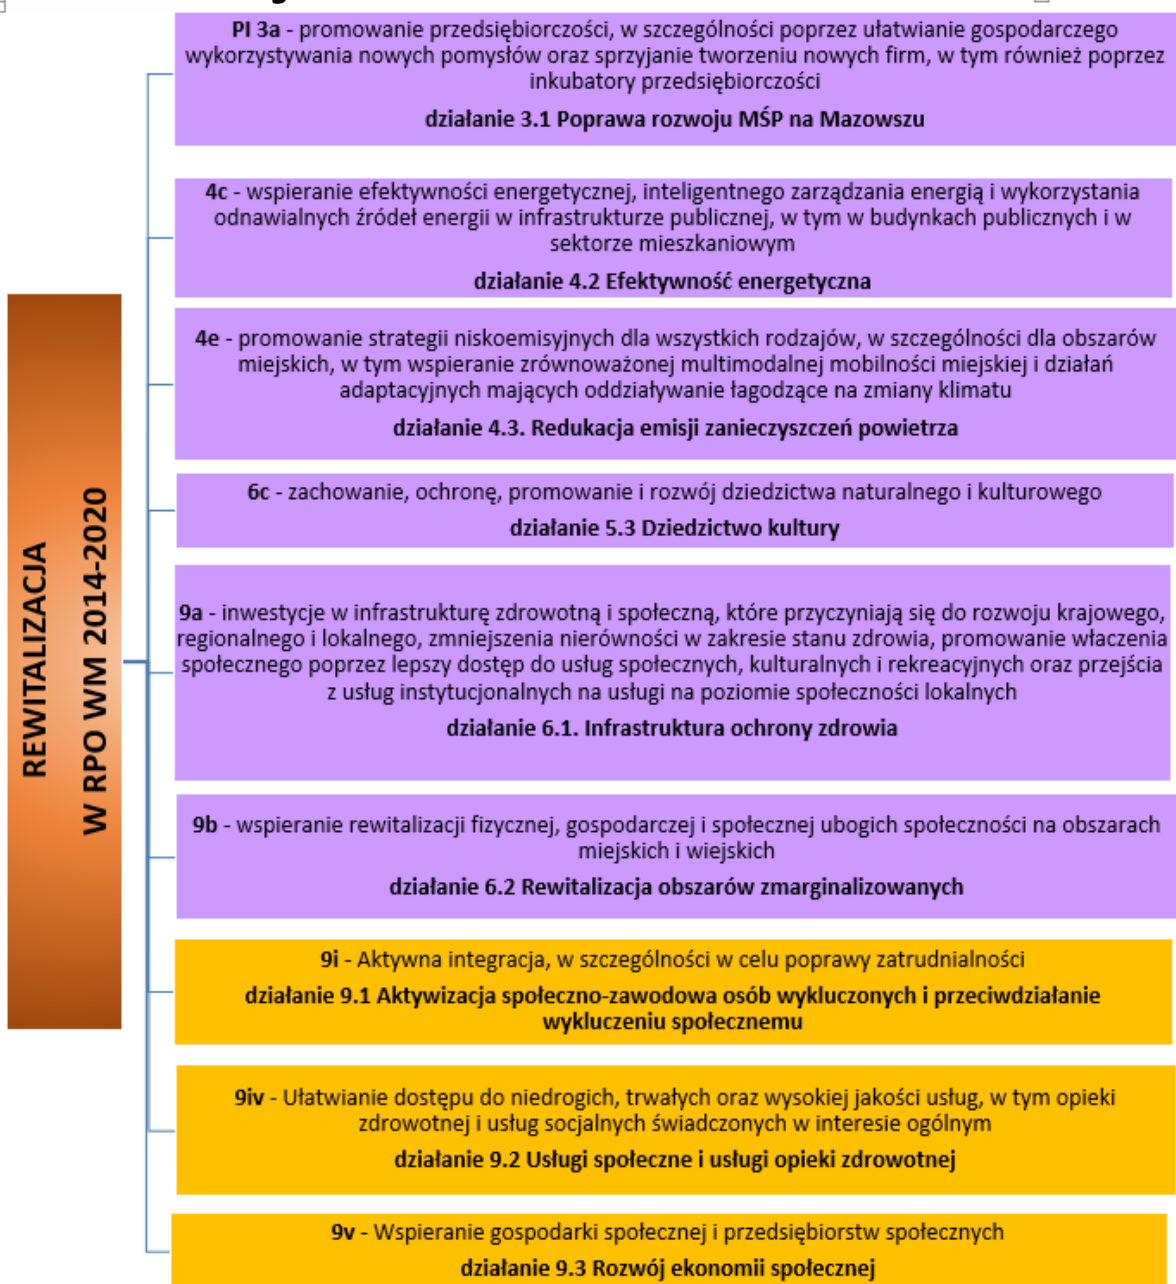 REWITALIZACJA
W RPO WM 2014-2020
PI 3a - promowanie przedsiębiorczości, w szczególności poprzez ułatwianie gospodarczego
wykorzystywania nowych pomysłów oraz sprzyjanie tworzeniu nowych firm, w tym również poprzez
inkubatory przedsiębiorczości
działanie 3.1 Poprawa rozwoju MŚP na Mazowszu
4c - wspieranie efektywności energetycznej, inteligentnego zarządzania energią i wykorzystania
odnawialnych źródeł energii w infrastrukturze publicznej, w tym w budynkach publicznych i w
sektorze mieszkaniowym
działanie 4.2 Efektywność energetyczna
4e - promowanie strategii niskoemisyjnych dla wszystkich rodzajów, w szczególności dla obszarów
miejskich, w tym wspieranie zrównoważonej multimodalnej mobilności miejskiej i działań
adaptacyjnych mających oddziaływanie łagodzące na zmiany klimatu
działanie 4.3. Redukacja emisji zanieczyszczeń powietrza
6c - zachowanie, ochronę, promowanie i rozwój dziedzictwa naturalnego i kulturowego
działanie 5.3 Dziedzictwo kultury
9a - inwestycje w infrastrukturę zdrowotną i społeczną, które przyczyniają się do rozwoju krajowego,
regionalnego i lokalnego, zmniejszenia nierówności w zakresie stanu zdrowia, promowanie właczenia
społecznego poprzez lepszy dostęp do usług społecznych, kulturalnych i rekreacyjnych oraz przejścia
z usług instytucjonalnych na usługi na poziomie społeczności lokalnych
działanie 6.1. Infrastruktura ochrony zdrowia
9b - wspieranie rewitalizacji fizycznej, gospodarczej i społecznej ubogich społeczności na obszarach
miejskich i wiejskich
działanie 6.2 Rewitalizacja obszarów zmarginalizowanych
9i - Aktywna integracja, w szczególności w celu poprawy zatrudnialności
działanie 9.1 Aktywizacja społeczno-zawodowa osób wykluczonych i przeciwdziałanie
wykluczeniu społecznemu
9iv - Ułatwianie dostępu do niedrogich, trwałych oraz wysokiej jakości usług, w tym opieki
zdrowotnej i usług socjalnych świadczonych w interesie ogólnym
działanie 9.2 Usługi społeczne i usługi opieki zdrowotnej
9v - Wspieranie gospodarki społecznej i przedsiębiorstw społecznych
działanie 9.3 Rozwój ekonomii społecznej